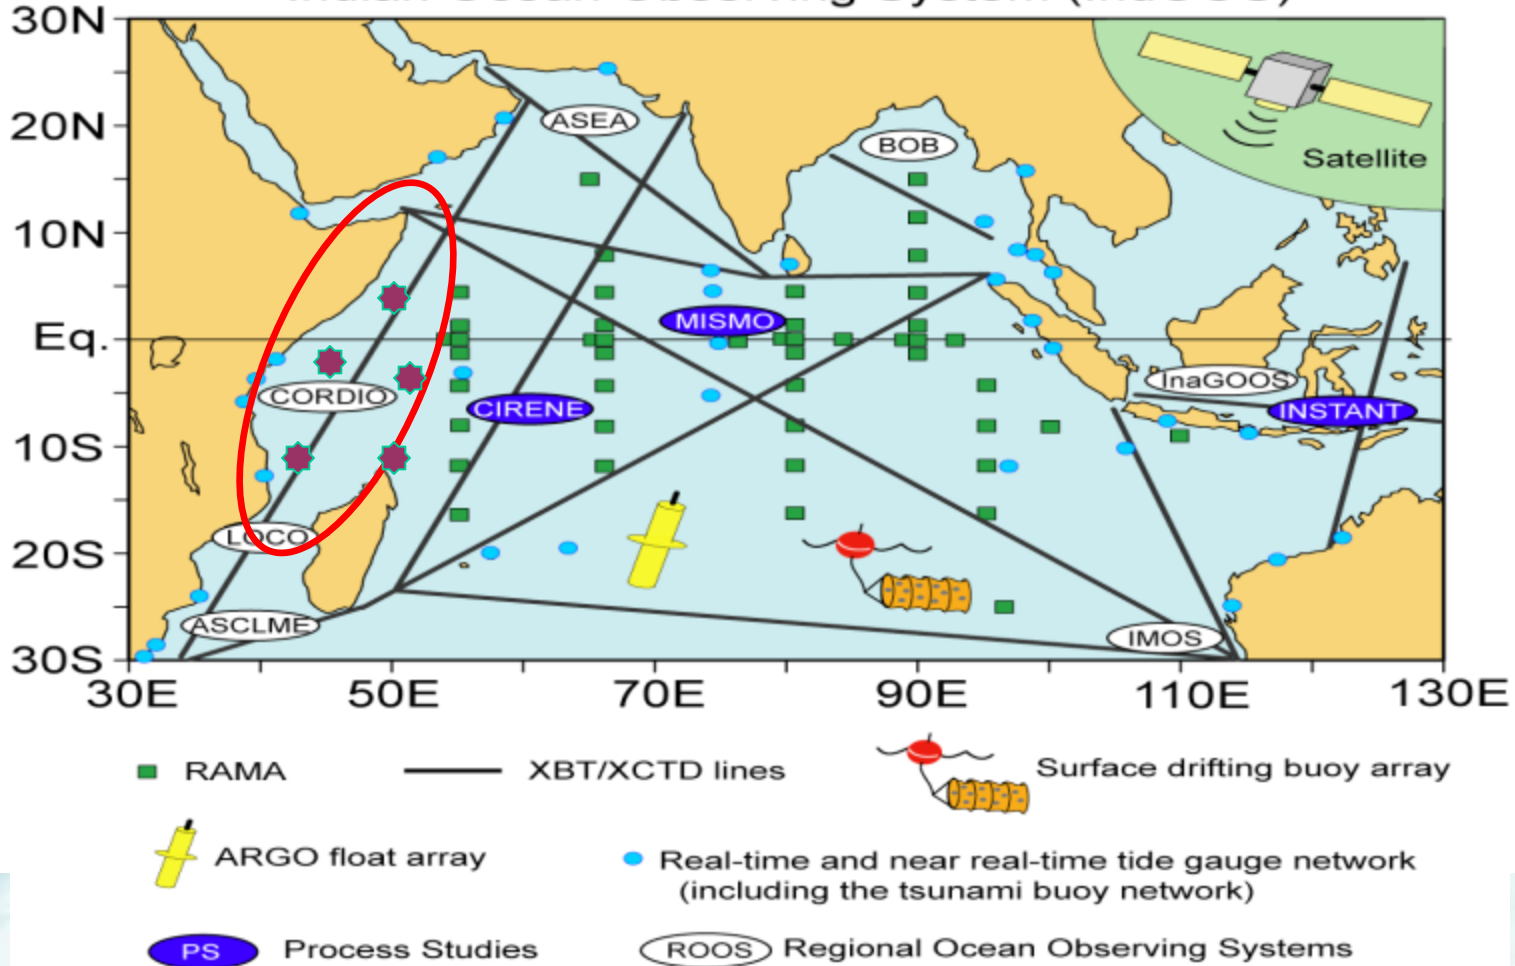 Indian Ocean Observing System (IndOOS)
30N
20N
10N
Eq.
10S
20S
30S
30E
50E
70E
90E
110E
130E
ASEA
BOB
Satellite
MISMO
CORDIO
CIRENE
InaGOOS
INSTANT
LOCO
ASCLME
IMOS
RAMA
XBT/XCTD lines
Surface drifting buoy array
ARGO float array
Real-time and near real-time tide gauge network
(including the tsunami buoy network)
PS
Process Studies
ROOS
Regional Ocean Observing Systems